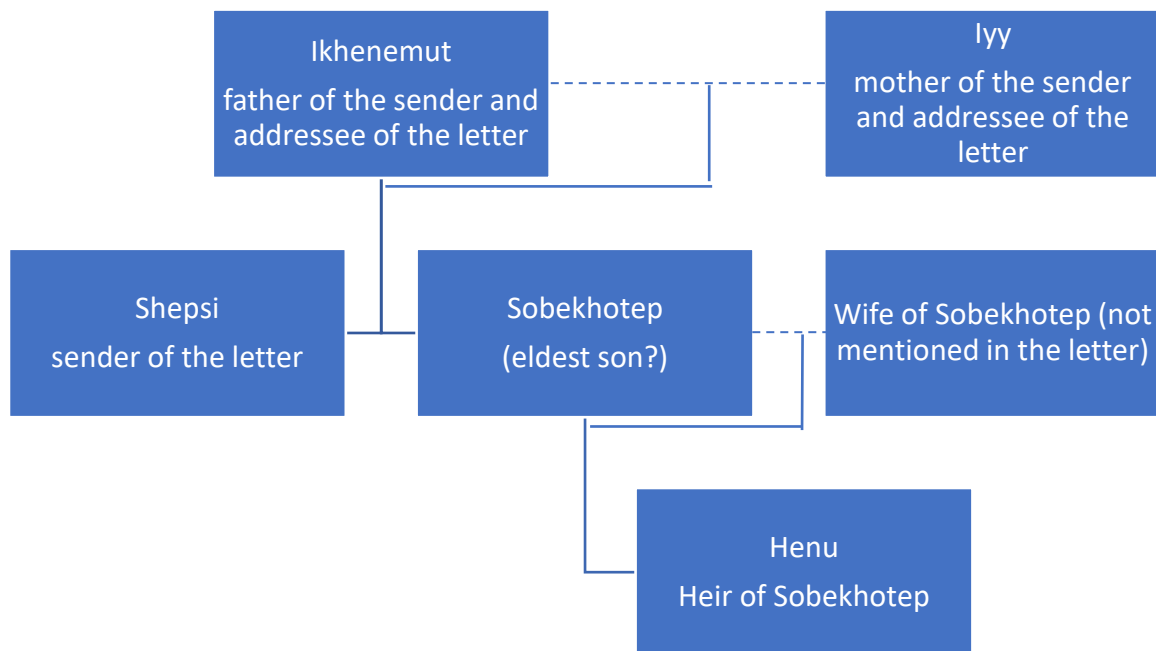 Ikhenemut
father of the sender and
addressee of the letter
Iyy
mother of the sender
and addressee of the
letter
Shepsi
sender of the letter
Sobekhotep
(eldest son?)
Wife of Sobekhotep (not
mentioned in the letter)
Henu
Heir of Sobekhotep